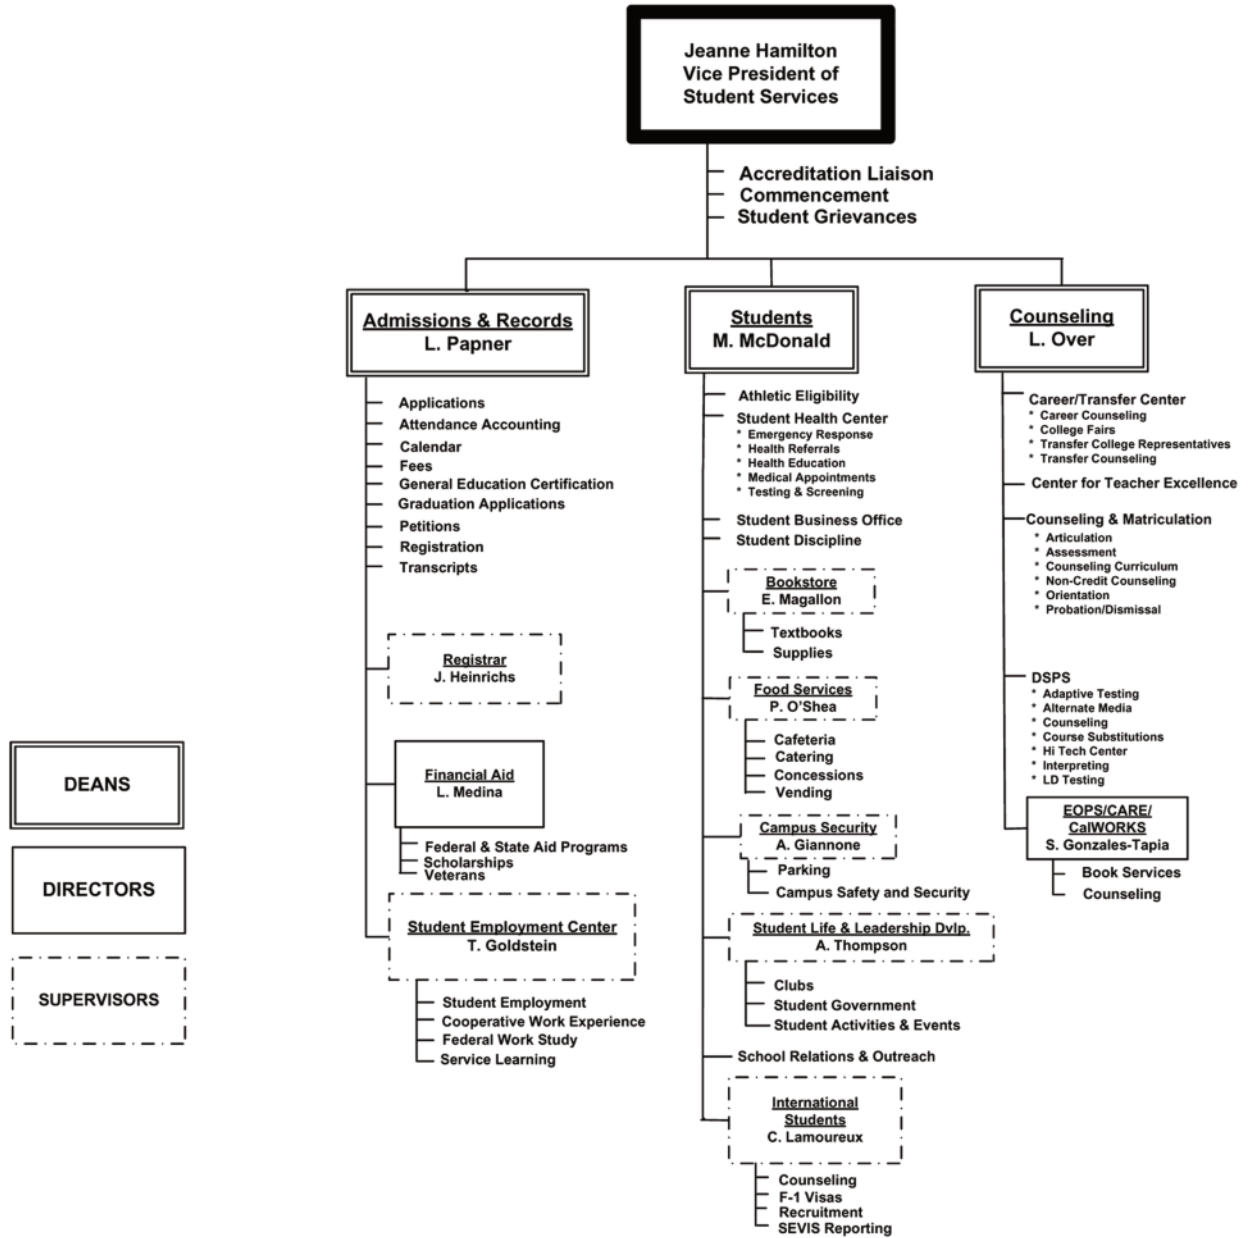 Jeanne Hamilton
Vice President of
Student Services
Accreditation Liaison
Commencement
Student Grievances
Admissions & Records
L. Papner
Applications
Attendance Accounting
Calendar
Fees
General Education Certification
Graduation Applications
Petitions
Registration
Transcripts
Registrar
J. Heinrichs
Financial Aid
L. Medina
Federal & State Aid Programs
Scholarships
Veterans
Student Employment Center
T. Goldstein
Student Employment
Cooperative Work Experience
Federal Work Study
Service Learning
Students
M. McDonald
Athletic Eligibility
Student Health Center
* Emergency Response
* Health Referrals
* Health Education
* Medical Appointments
* Testing & Screening
Student Business Office
Student Discipline
Bookstore
E. Magallon
Textbooks
Supplies
Food Services
P. O'Shea
Cafeteria
Catering
Concessions
Vending
Campus Security
A. Giannone
Parking
Campus Safety and Security
Student Life & Leadership Dvlp.
A. Thompson
Clubs
Student Government
Student Activities & Events
School Relations & Outreach
International
Students
C. Lamoureux
Counseling
F-1 Visas
Recruitment
SEVIS Reporting
Counseling
L. Over
Career/Transfer Center
* Career Counseling
* College Fairs
* Transfer College Representatives
* Transfer Counseling
Center for Teacher Excellence
Counseling & Matriculation
* Articulation
* Assessment
* Counseling Curriculum
* Non-Credit Counseling
* Orientation
* Probation/Dismissal
DSPS
* Adaptive Testing
* Alternate Media
* Counseling
* Course Substitutions
* Hi Tech Center
* Interpreting
* LD Testing
EOPS/CARE/
CalWORKS
S. Gonzales-Tapia
Book Services
Counseling
DEANS
DIRECTORS
SUPERVISORS